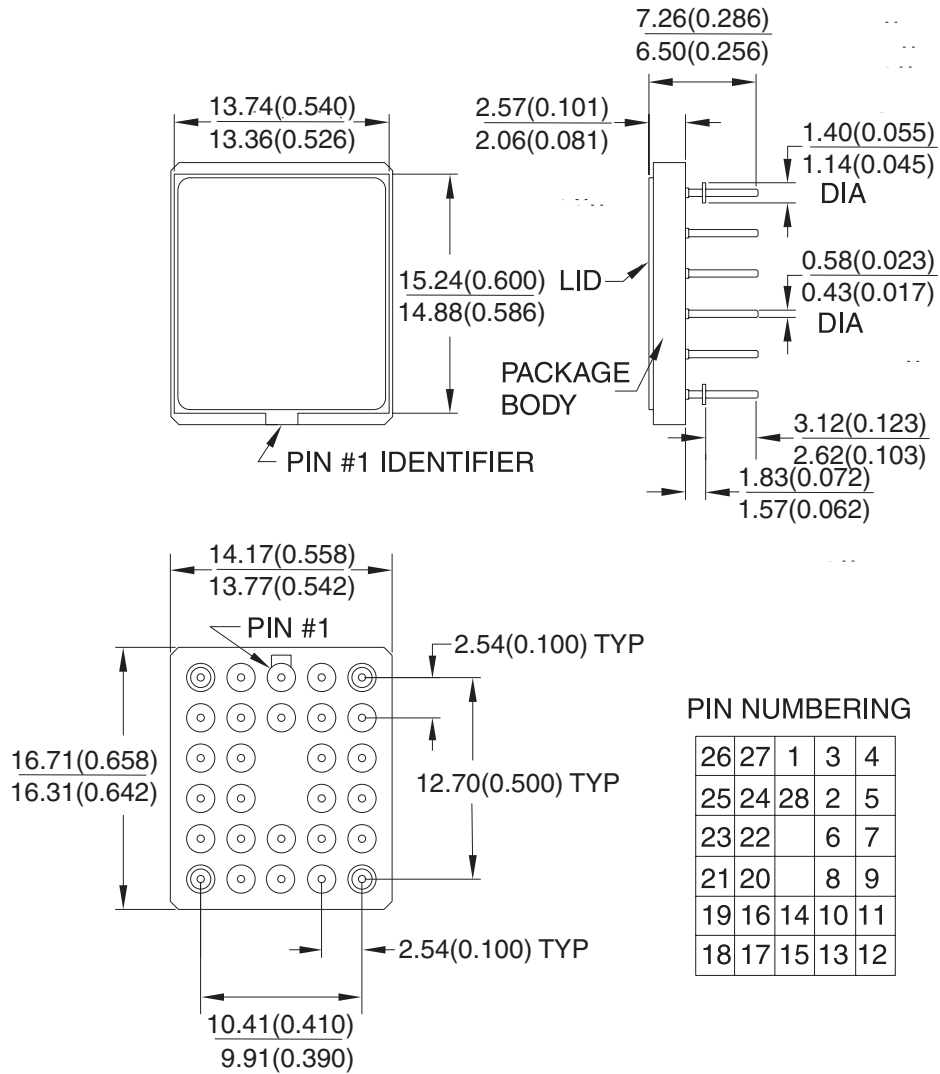 7.26(0.286)
6.50(0.256)
13.74(0.540)
13.36(0.526)
2.57(0.101)
2.06(0.081)
1.40(0.055)
1.14(0.045)
DIA
15.24(0.600)
14.88(0.586)
LID
0.58(0.023)
0.43(0.017)
DIA
PACKAGE
BODY
3.12(0.123)
2.62(0.103)
PIN #1 IDENTIFIER
1.83(0.072)
1.57(0.062)
14.17(0.558)
13.77(0.542)
PIN #1
2.54(0.100) TYP
16.71(0.658)
16.31(0.642)
12.70(0.500) TYP
2.54(0.100) TYP
10.41(0.410)
9.91(0.390)
PIN NUMBERING
26 27 1 3 4
25 24 28 2 5
23 22 6 7
21 20 8 9
19 16 14 10 11
18 17 15 13 12